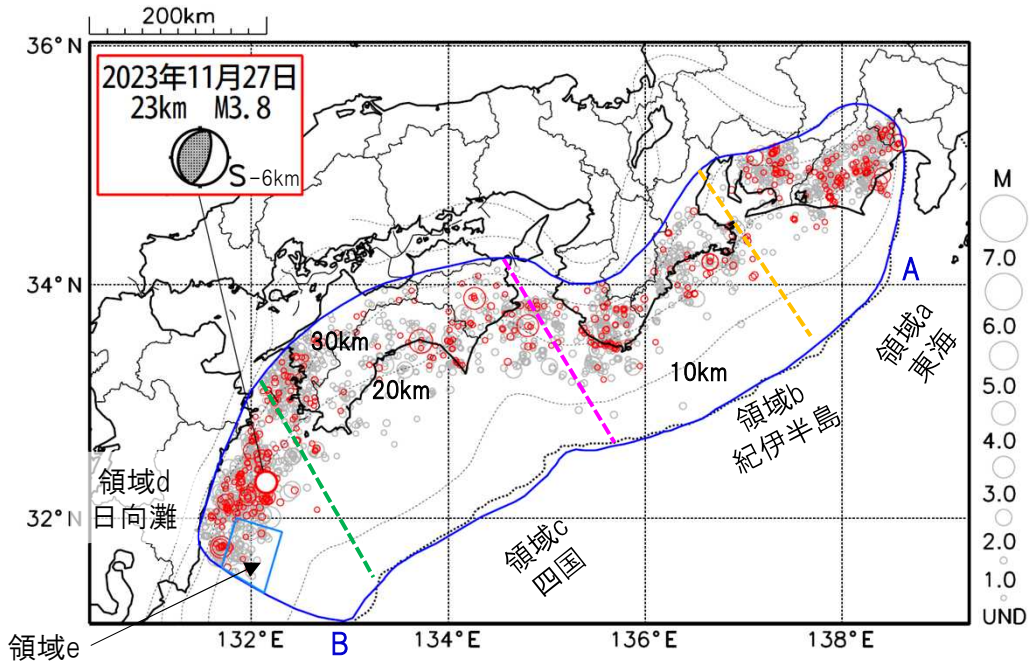 200km
36°N
2023年11月27日
23km M3.8
S-6km
M
7.0
6.0
5.0
4.0
3.0
2.0
1.0
UND
34°N
A
領域a
東海
30km
20km
10km
領域b
紀伊半島
領域c
四国
領域d
日向灘
32°N
領域e
132°E
B
134°E
136°E
138°E